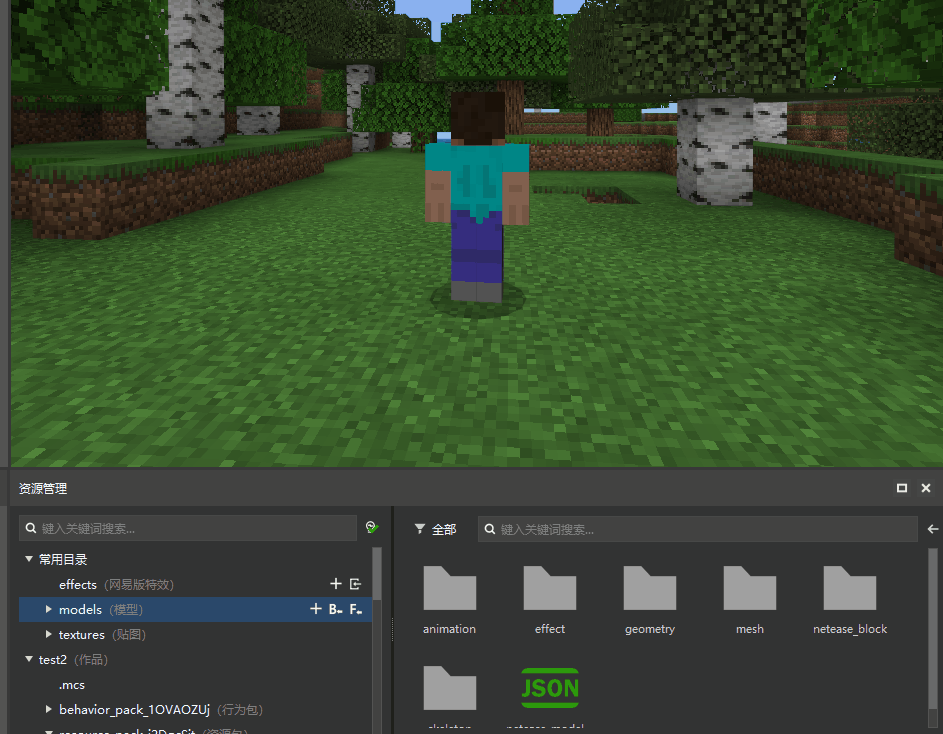 资源管理
键入关键词搜索...
全部
键入关键词搜索...
常用目录
effects (网易版特效)
models (模型) B F
textures (贴图)
test2 (作品)
.mcs
behavior_pack_1OVAOZUj (行为包)
animation
effect
geometry
mesh
netease_block
JSON
skeleton
netease_model